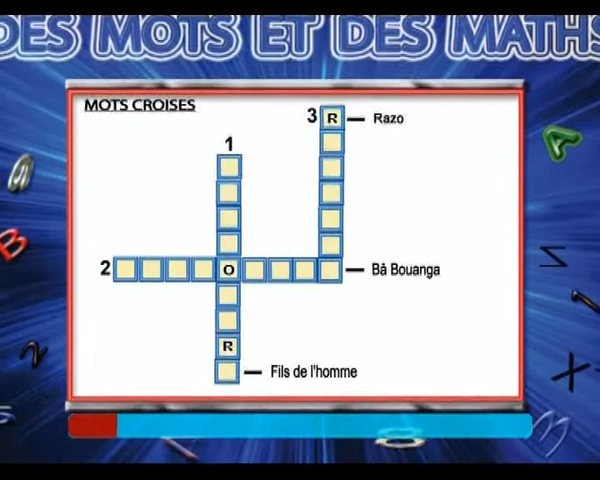 DES MOTS ET DES MATHS
MOTS CROISES
3 R Razo
1
2 O Bâ Bouanga
R
Fils de l'homme